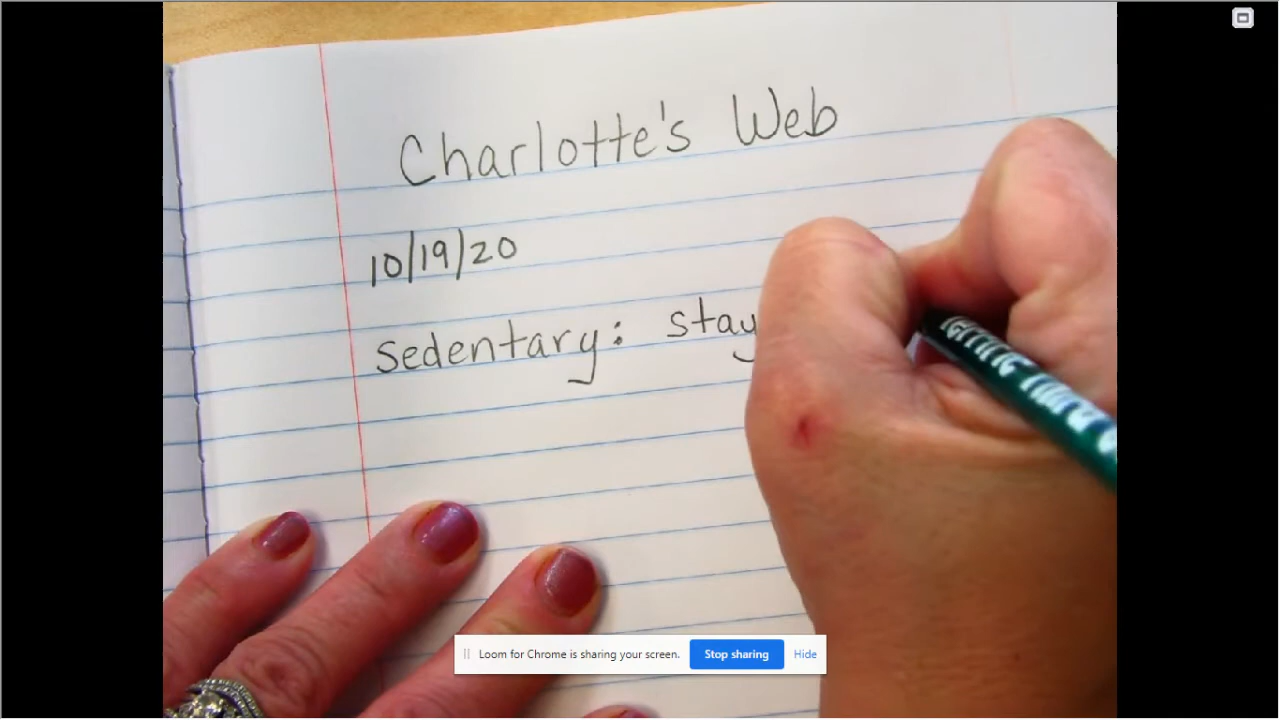 Charlotte's Web
10/19/20
sedentary: stay
Loom for Chrome is sharing your screen. Stop sharing Hide